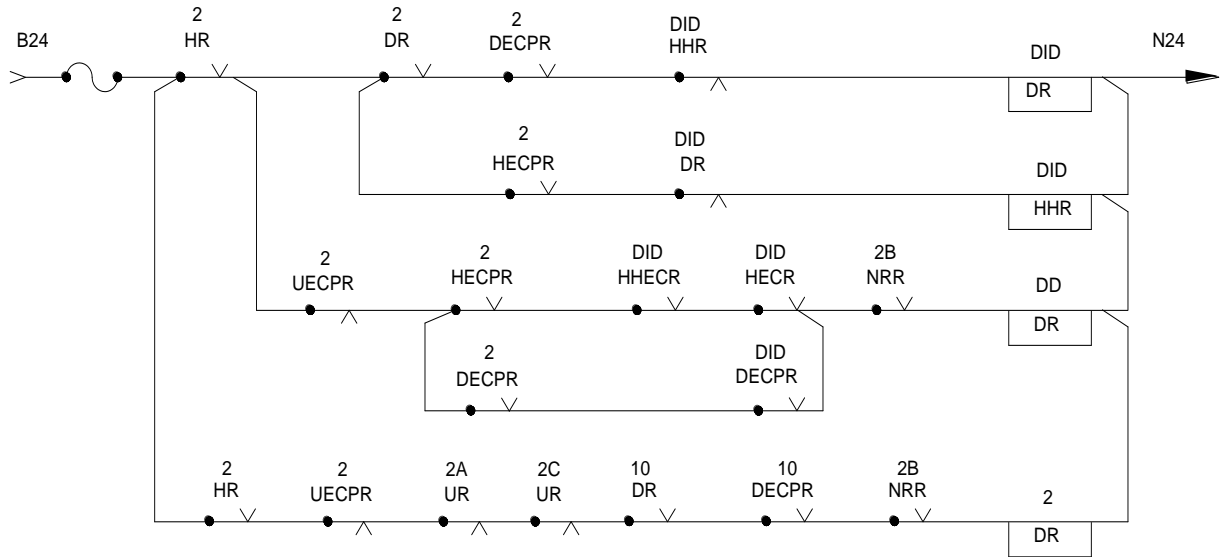 B24
2
HR
2
DR
2
DECPR
DID
HHR
DID
DR
N24
2
HECPR
DID
DR
DID
HHR
2
UECPR
2
HECPR
DID
HHECR
DID
HECR
2B
NRR
DD
DR
2
DECPR
DID
DECPR
2
HR
2
UECPR
2A
UR
2C
UR
10
DR
10
DECPR
2B
NRR
2
DR